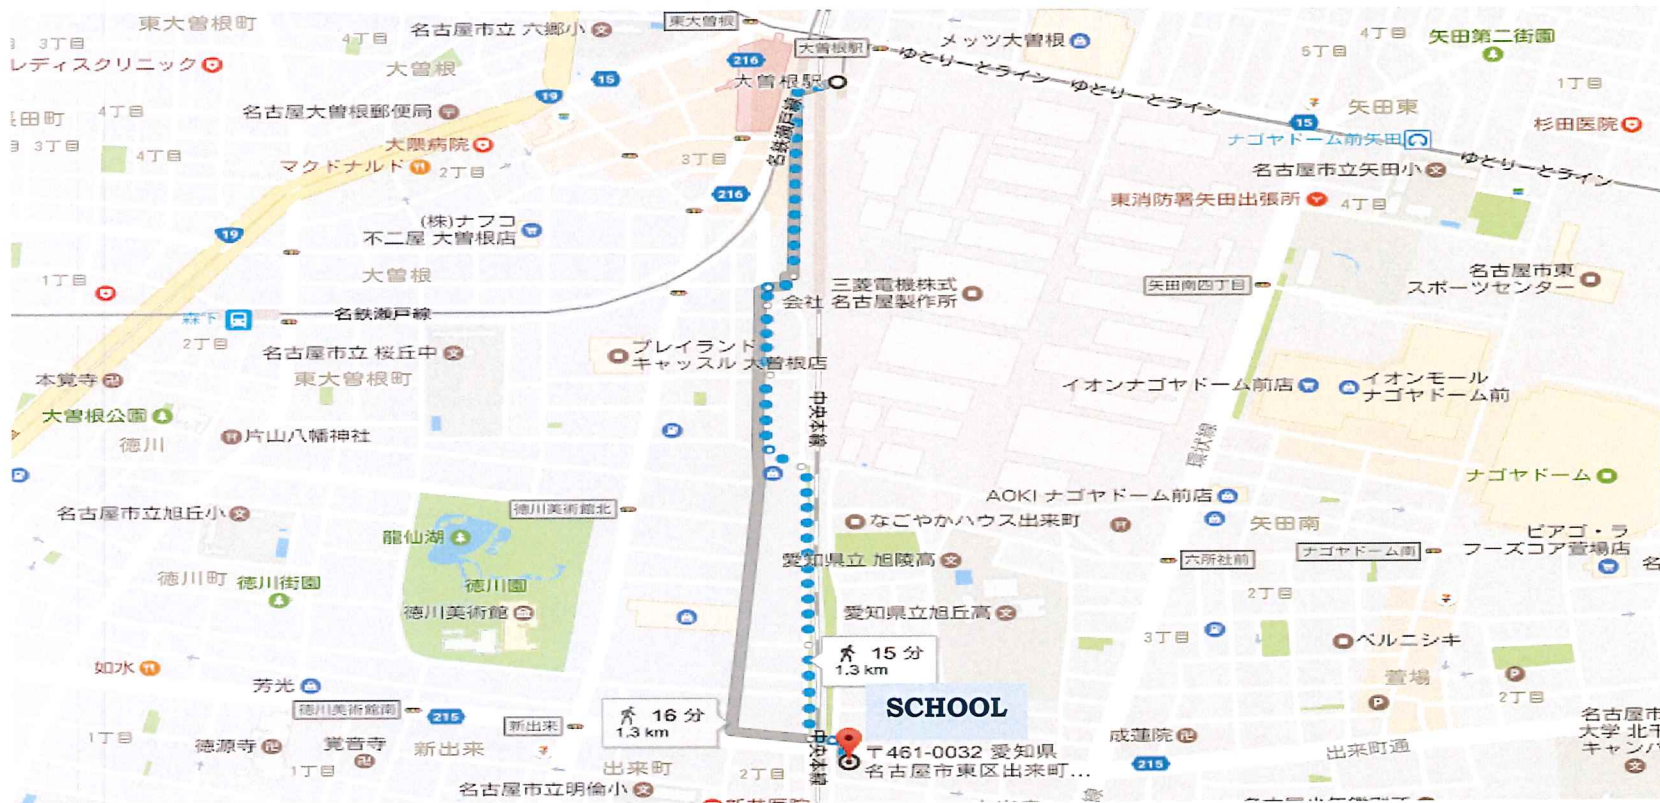 東大曽根町
名古屋市立 六郷小
東大曽根
大曽根駅
メッツ大曽根
4丁目
矢田第二街園
3丁目
4丁目
レディスクリニック
大曽根
216
15
大曽根駅
ゆとりーとライン
ゆとりーとライン
5丁目
1丁目
19
名古屋大曽根郵便局
4丁目
矢田東
15
杉田医院
3丁目
4丁目
大隈病院
マクドナルド
2丁目
3丁目
名鉄瀬戸線
ナゴヤドーム前矢田
ゆとりーとライン
名古屋市立矢田小
216
東消防署矢田出張所
4丁目
19
(株)ナフコ
不二屋 大曽根店
1丁目
大曽根
三菱電機株式
会社 名古屋製作所
矢田南四丁目
名古屋市東
スポーツセンター
森下
名鉄瀬戸線
2丁目
名古屋市立 桜丘中
プレイランド
キャッスル 大曽根店
本覚寺
東大曽根町
イオンナゴヤドーム前店
イオンモール
ナゴヤドーム前
大曽根公園
徳川
片山八幡神社
中央本線
環状線
ナゴヤドーム
AOKI ナゴヤドーム前店
名古屋市立旭丘小
徳川美術館北
なごやかハウス出来町
矢田南
龍仙湖
愛知県立 旭陵高
六所社前
ナゴヤドーム南
ピアゴ・ラ
フーズコア萱場店
徳川町
徳川街園
徳川園
徳川美術館
愛知県立旭丘高
2丁目
3丁目
ベルニシキ
如水
15 分
1.3 km
萱場
芳光
徳川美術館南
215
新出来
16 分
1.3 km
SCHOOL
2丁目
1丁目
徳源寺
覚音寺
新出来
1丁目
出来町
2丁目
中央本線
〒461-0032 愛知県
名古屋市東区出来町...
成蓮院
215
出来町通
名古屋市立明倫小